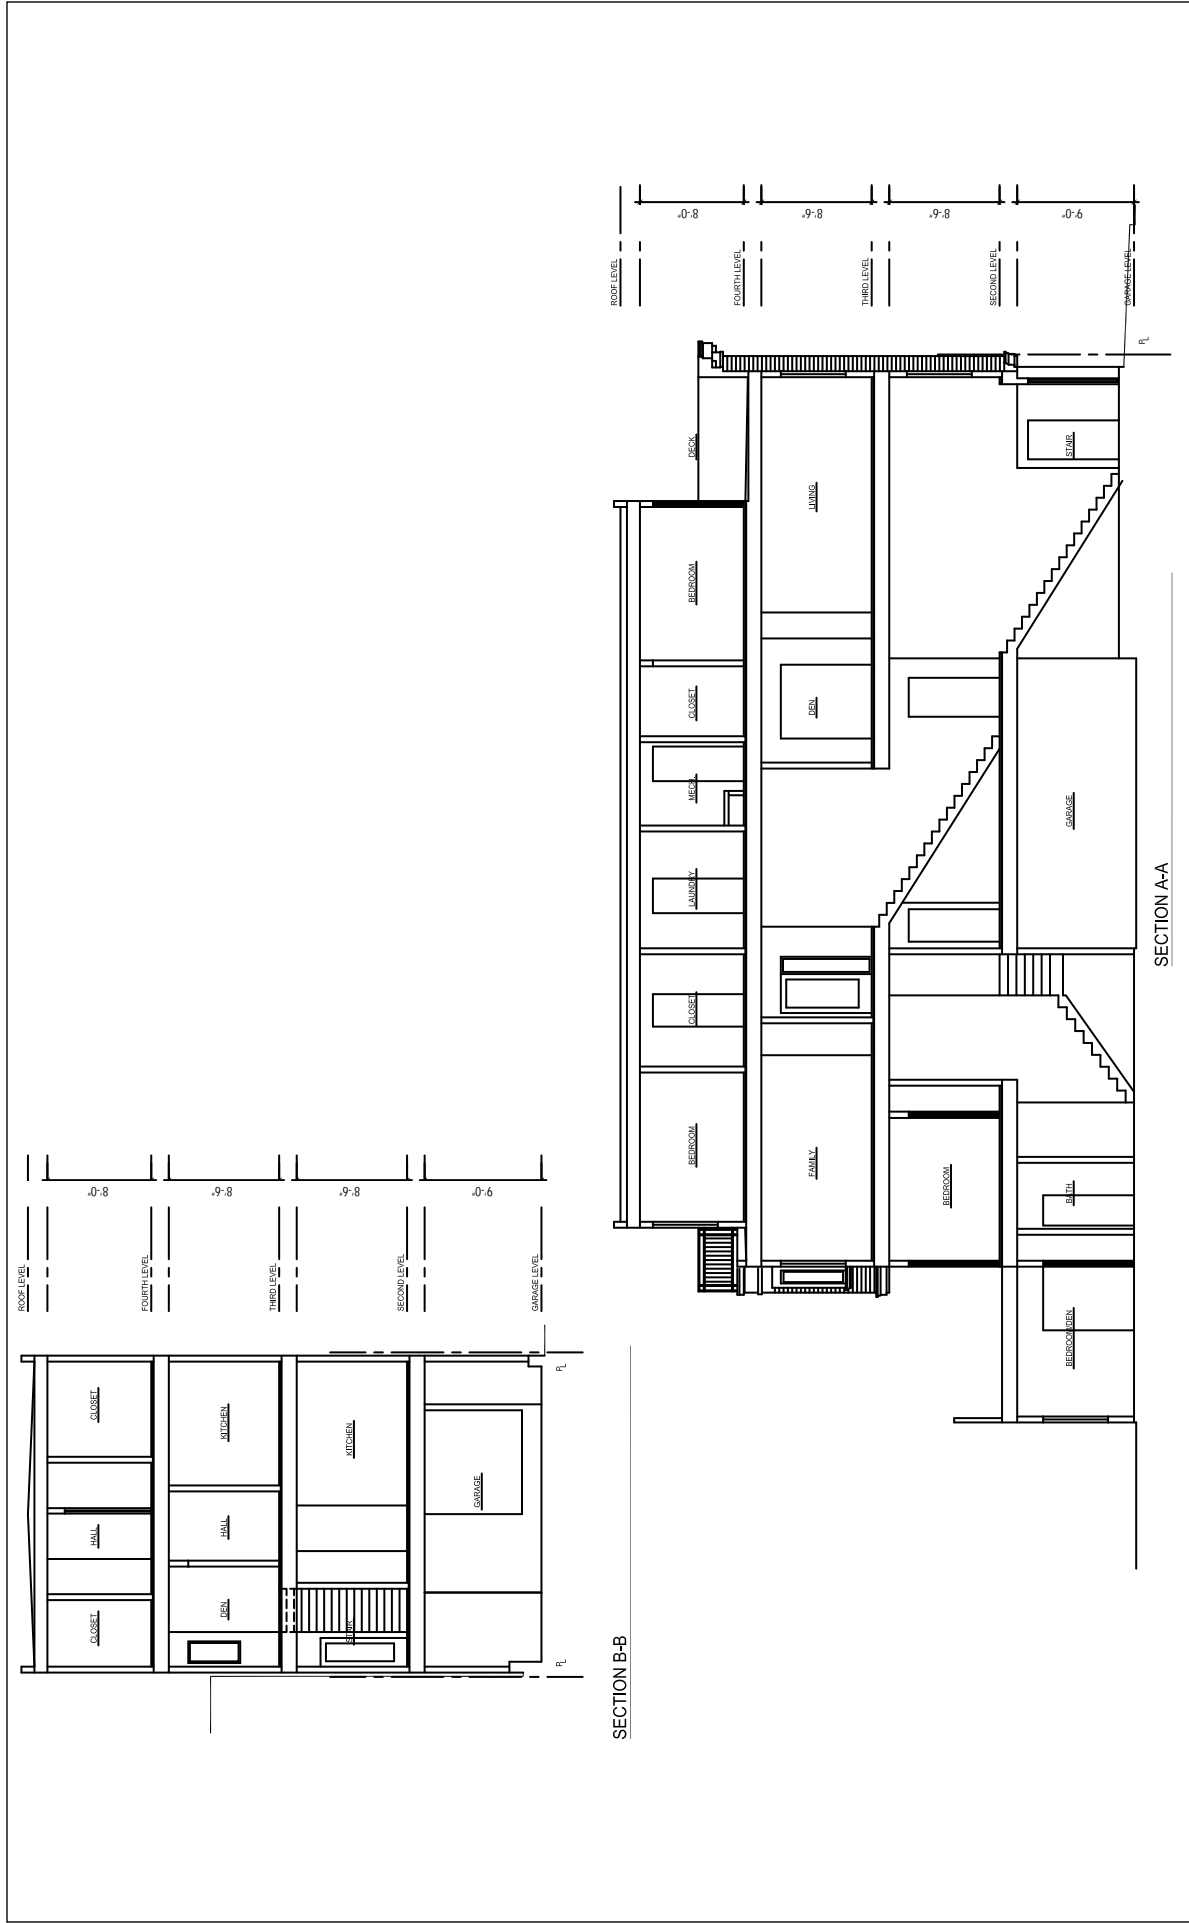 ROOF LEVEL
8'-0"
FOURTH LEVEL
8'-6"
THIRD LEVEL
8'-6"
SECOND LEVEL
9'-0"
GARAGE LEVEL
CLOSET
HALL
CLOSET
KITCHEN
HALL
DEN
KITCHEN
STAIR
GARAGE
PL
PL
SECTION B-B
ROOF LEVEL
8'-0"
FOURTH LEVEL
8'-6"
THIRD LEVEL
8'-6"
SECOND LEVEL
9'-0"
GARAGE LEVEL
PL
BEDROOM
CLOSET
LAUNDRY
MECH.
CLOSET
BEDROOM
DECK
FAMILY
DEN
LIVING
BEDROOM
BEDROOM/DEN
BATH
GARAGE
STAIR
SECTION A-A